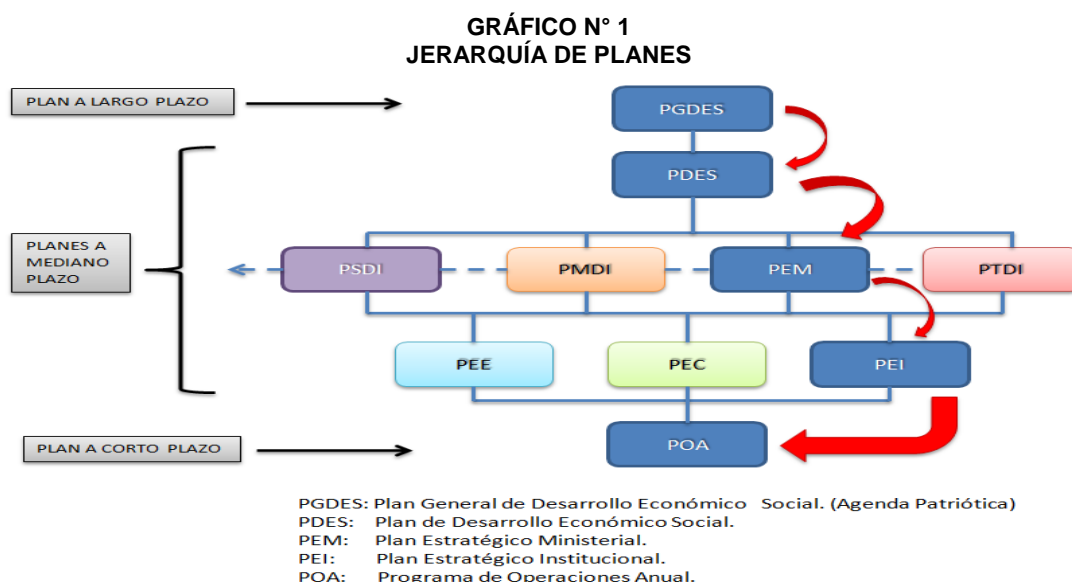 GRÁFICO N° 1
JERARQUÍA DE PLANES
PLAN A LARGO PLAZO
PGDES
PDES
PLANES A
MEDIANO
PLAZO
PSDI
PMDI
PEM
PTDI
PEE
PEC
PEI
PLAN A CORTO PLAZO
POA
PGDES: Plan General de Desarrollo Económico Social. (Agenda Patriótica)
PDES: Plan de Desarrollo Económico Social.
PEM: Plan Estratégico Ministerial.
PEI: Plan Estratégico Institucional.
POA: Programa de Operaciones Anual.